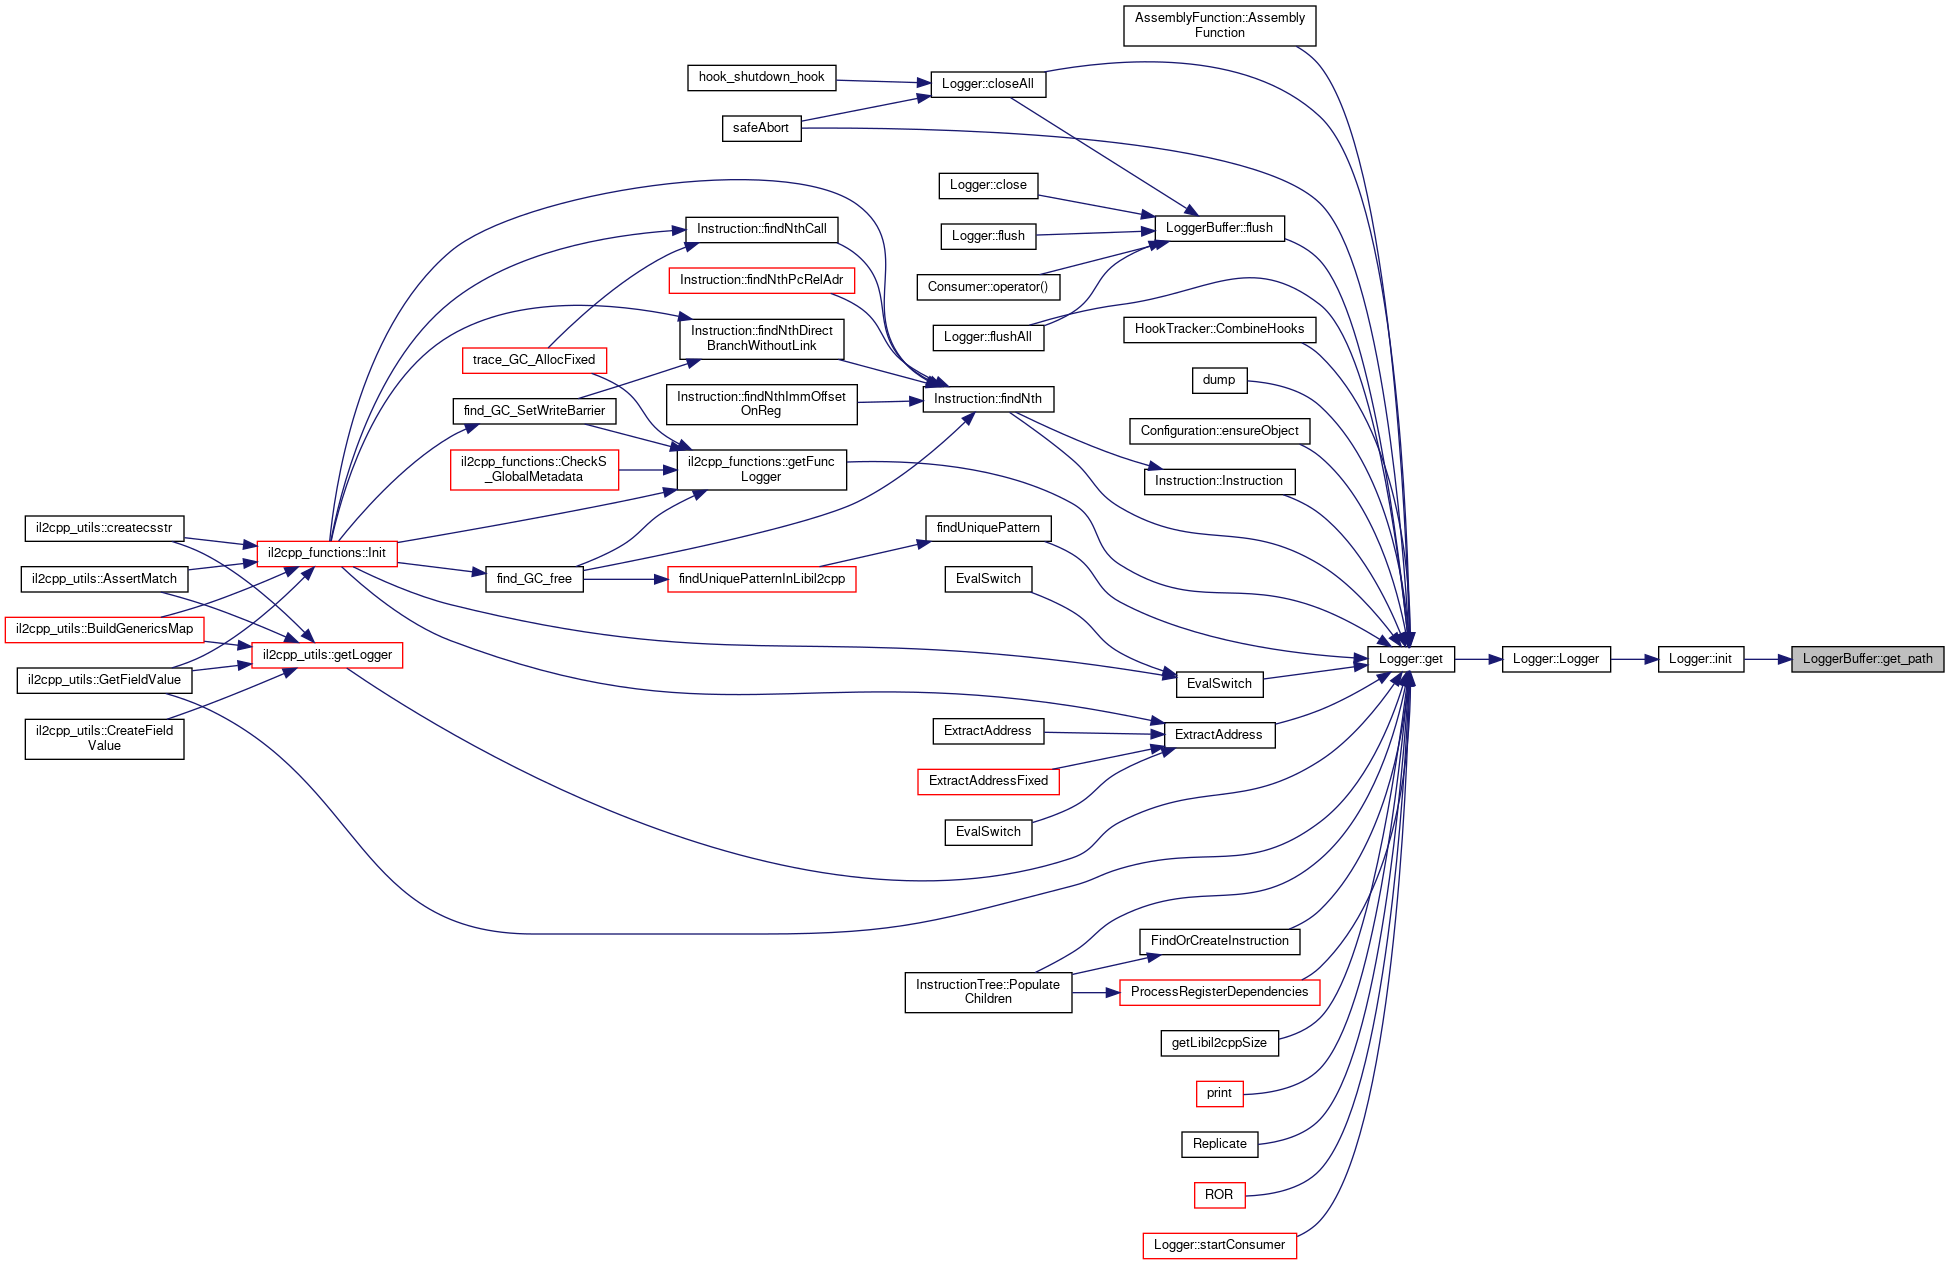 AssemblyFunction::Assembly
Function
hook_shutdown_hook
Logger::closeAll
safeAbort
Logger::close
Instruction::findNthCall
LoggerBuffer::flush
Logger::flush
Instruction::findNthPcRelAdr
Consumer::operator()
Instruction::findNthDirect
BranchWithoutLink
Logger::flushAll
HookTracker::CombineHooks
trace_GC_AllocFixed
dump
Instruction::findNthImmOffset
OnReg
Instruction::findNth
find_GC_SetWriteBarrier
Configuration::ensureObject
il2cpp_functions::CheckS
_GlobalMetadata
il2cpp_functions::getFunc
Logger
Instruction::Instruction
il2cpp_utils::createcsstr
findUniquePattern
il2cpp_functions::Init
il2cpp_utils::AssertMatch
find_GC_free
findUniquePatternInLibil2cpp
EvalSwitch
il2cpp_utils::BuildGenericsMap
il2cpp_utils::getLogger
Logger::get
Logger::Logger
Logger::init
LoggerBuffer::get_path
il2cpp_utils::GetFieldValue
EvalSwitch
il2cpp_utils::CreateField
Value
ExtractAddress
ExtractAddress
ExtractAddressFixed
EvalSwitch
FindOrCreateInstruction
InstructionTree::Populate
Children
ProcessRegisterDependencies
getLibil2cppSize
print
Replicate
ROR
Logger::startConsumer